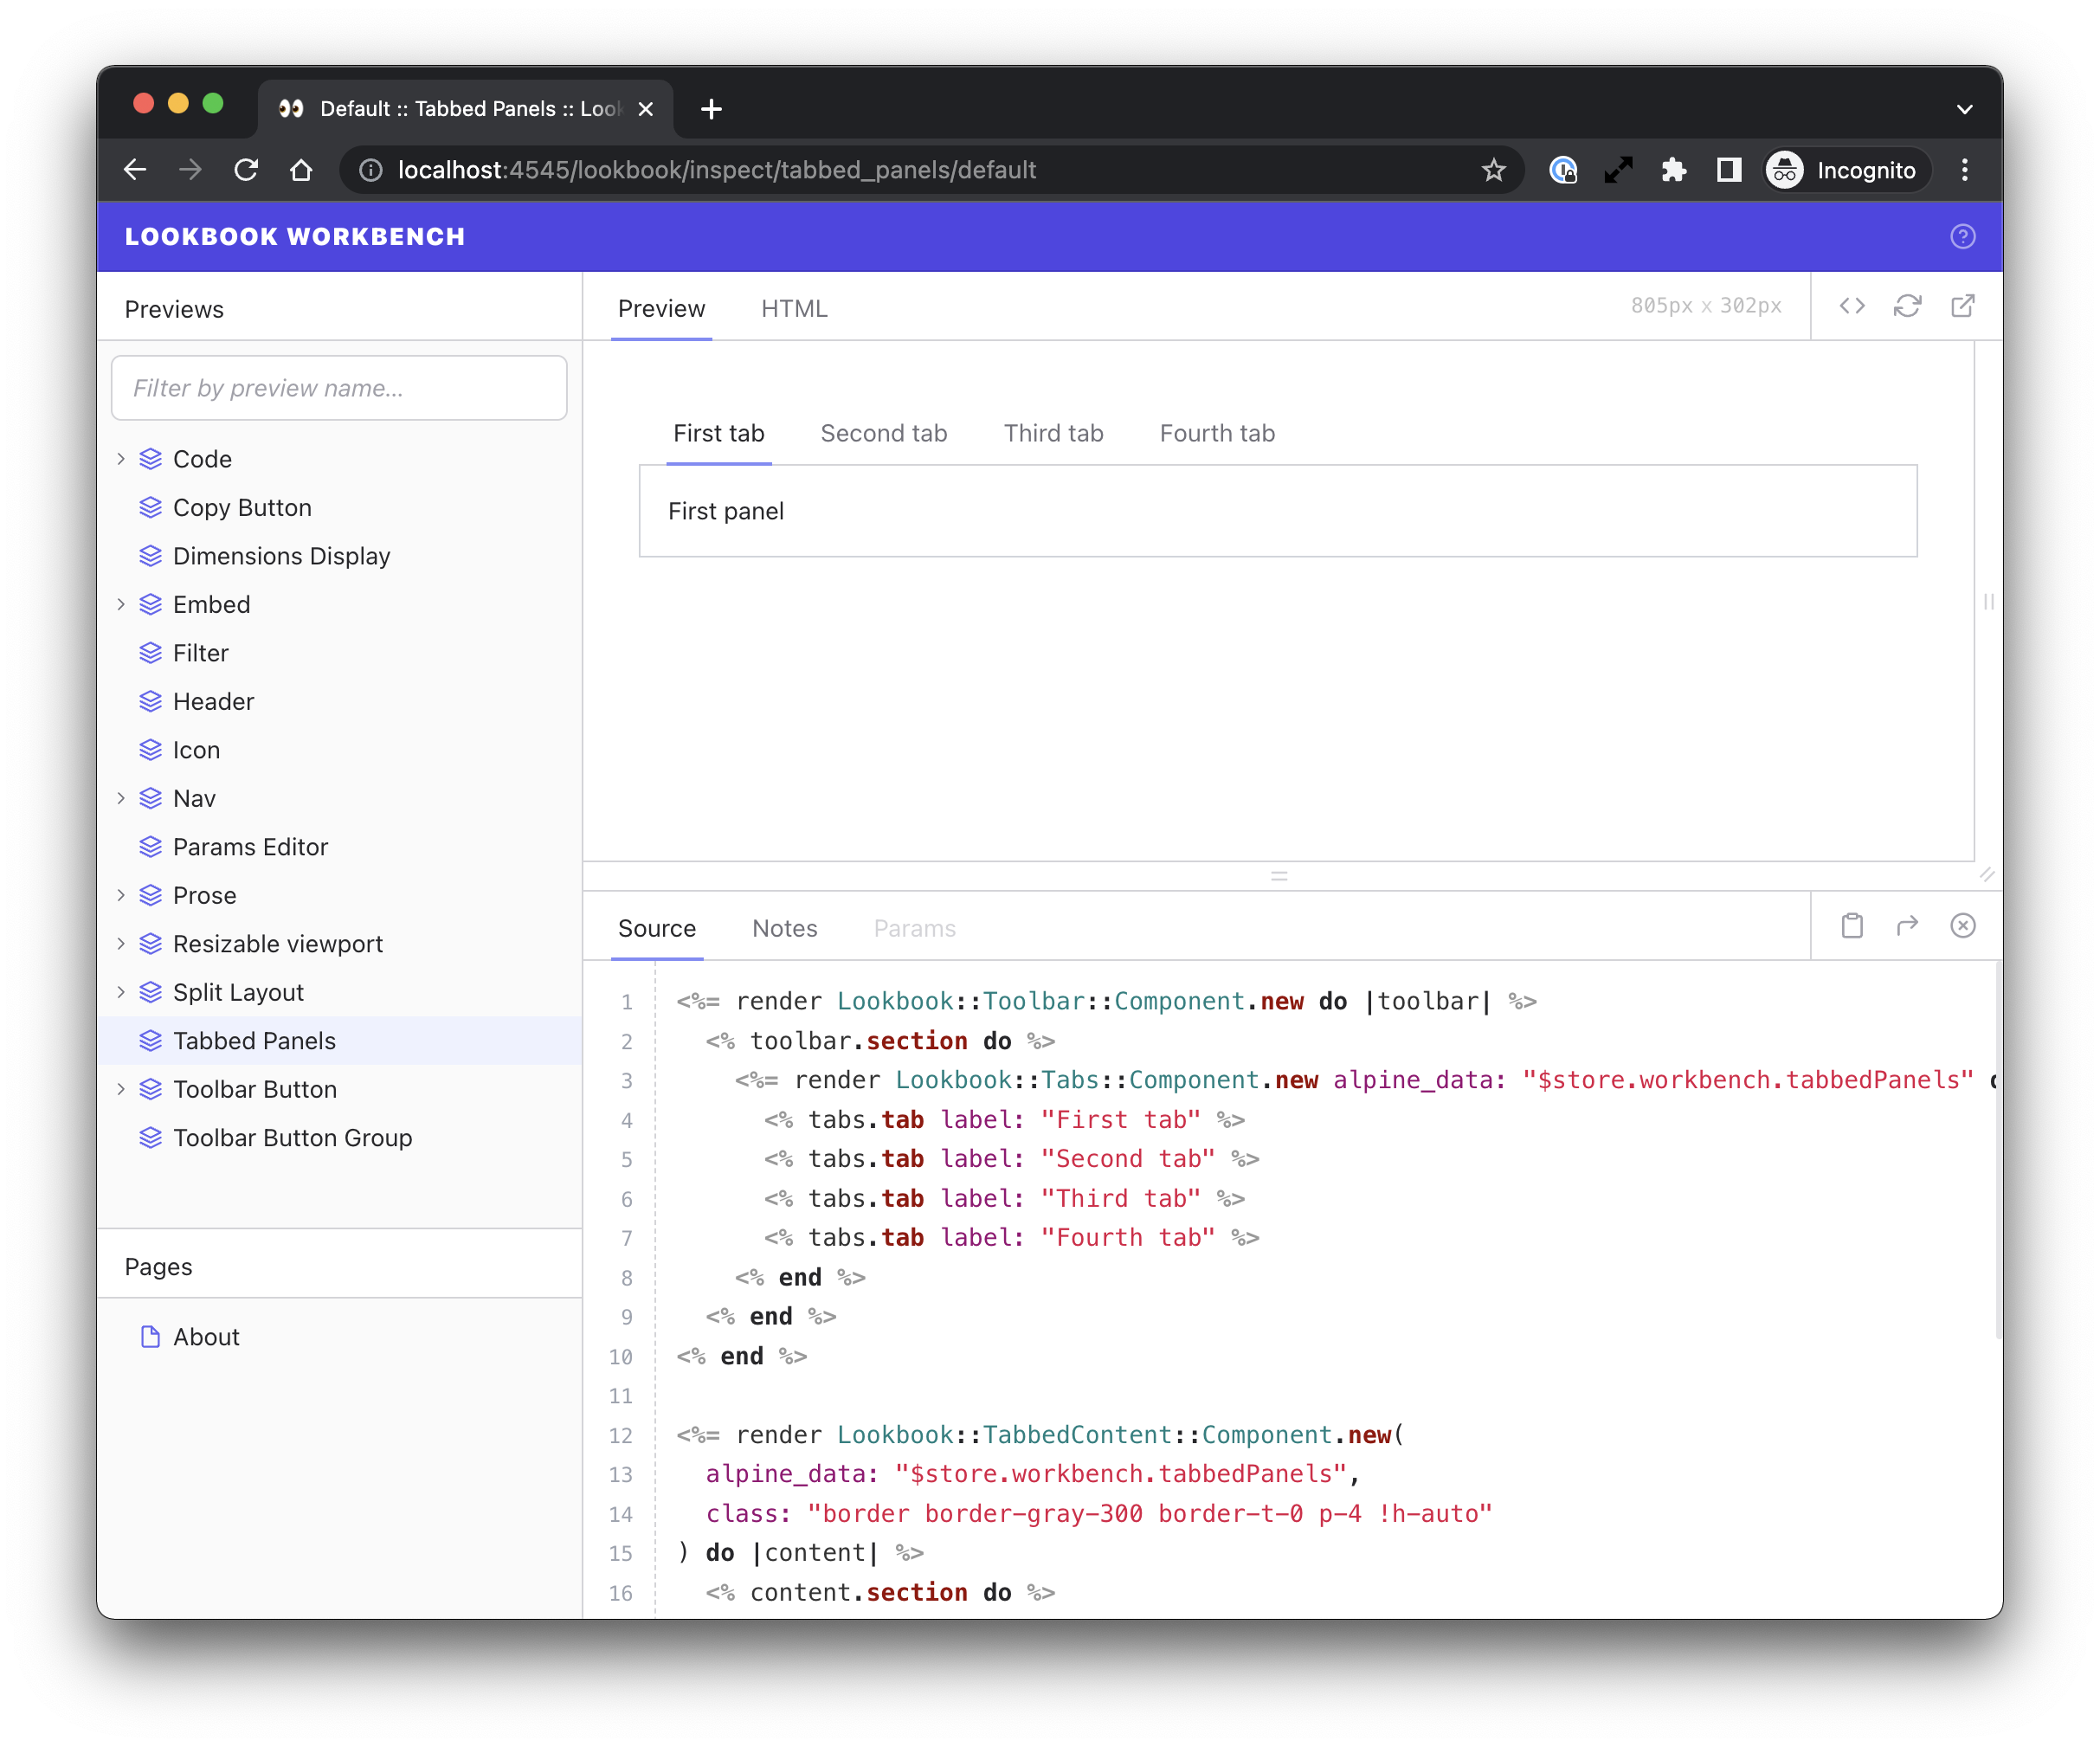 Default :: Tabbed Panels :: Look
localhost:4545/lookbook/inspect/tabbed_panels/default
Incognito
LOOKBOOK WORKBENCH
Previews
Filter by preview name...
Code
Copy Button
Dimensions Display
Embed
Filter
Header
Icon
Nav
Params Editor
Prose
Resizable viewport
Split Layout
Tabbed Panels
Toolbar Button
Toolbar Button Group
Pages
About
Preview HTML 805px x 302px
First tab Second tab Third tab Fourth tab
First panel
Source Notes Params
1 <%= render Lookbook::Toolbar::Component.new do |toolbar| %>
2 <% toolbar.section do %>
3 <%= render Lookbook::Tabs::Component.new alpine_data: "$store.workbench.tabbedPanels"
4 <% tabs.tab label: "First tab" %>
5 <% tabs.tab label: "Second tab" %>
6 <% tabs.tab label: "Third tab" %>
7 <% tabs.tab label: "Fourth tab" %>
8 <% end %>
9 <% end %>
10 <% end %>
11
12 <%= render Lookbook::TabbedContent::Component.new(
13 alpine_data: "$store.workbench.tabbedPanels",
14 class: "border border-gray-300 border-t-0 p-4 !h-auto"
15 ) do |content| %>
16 <% content.section do %>